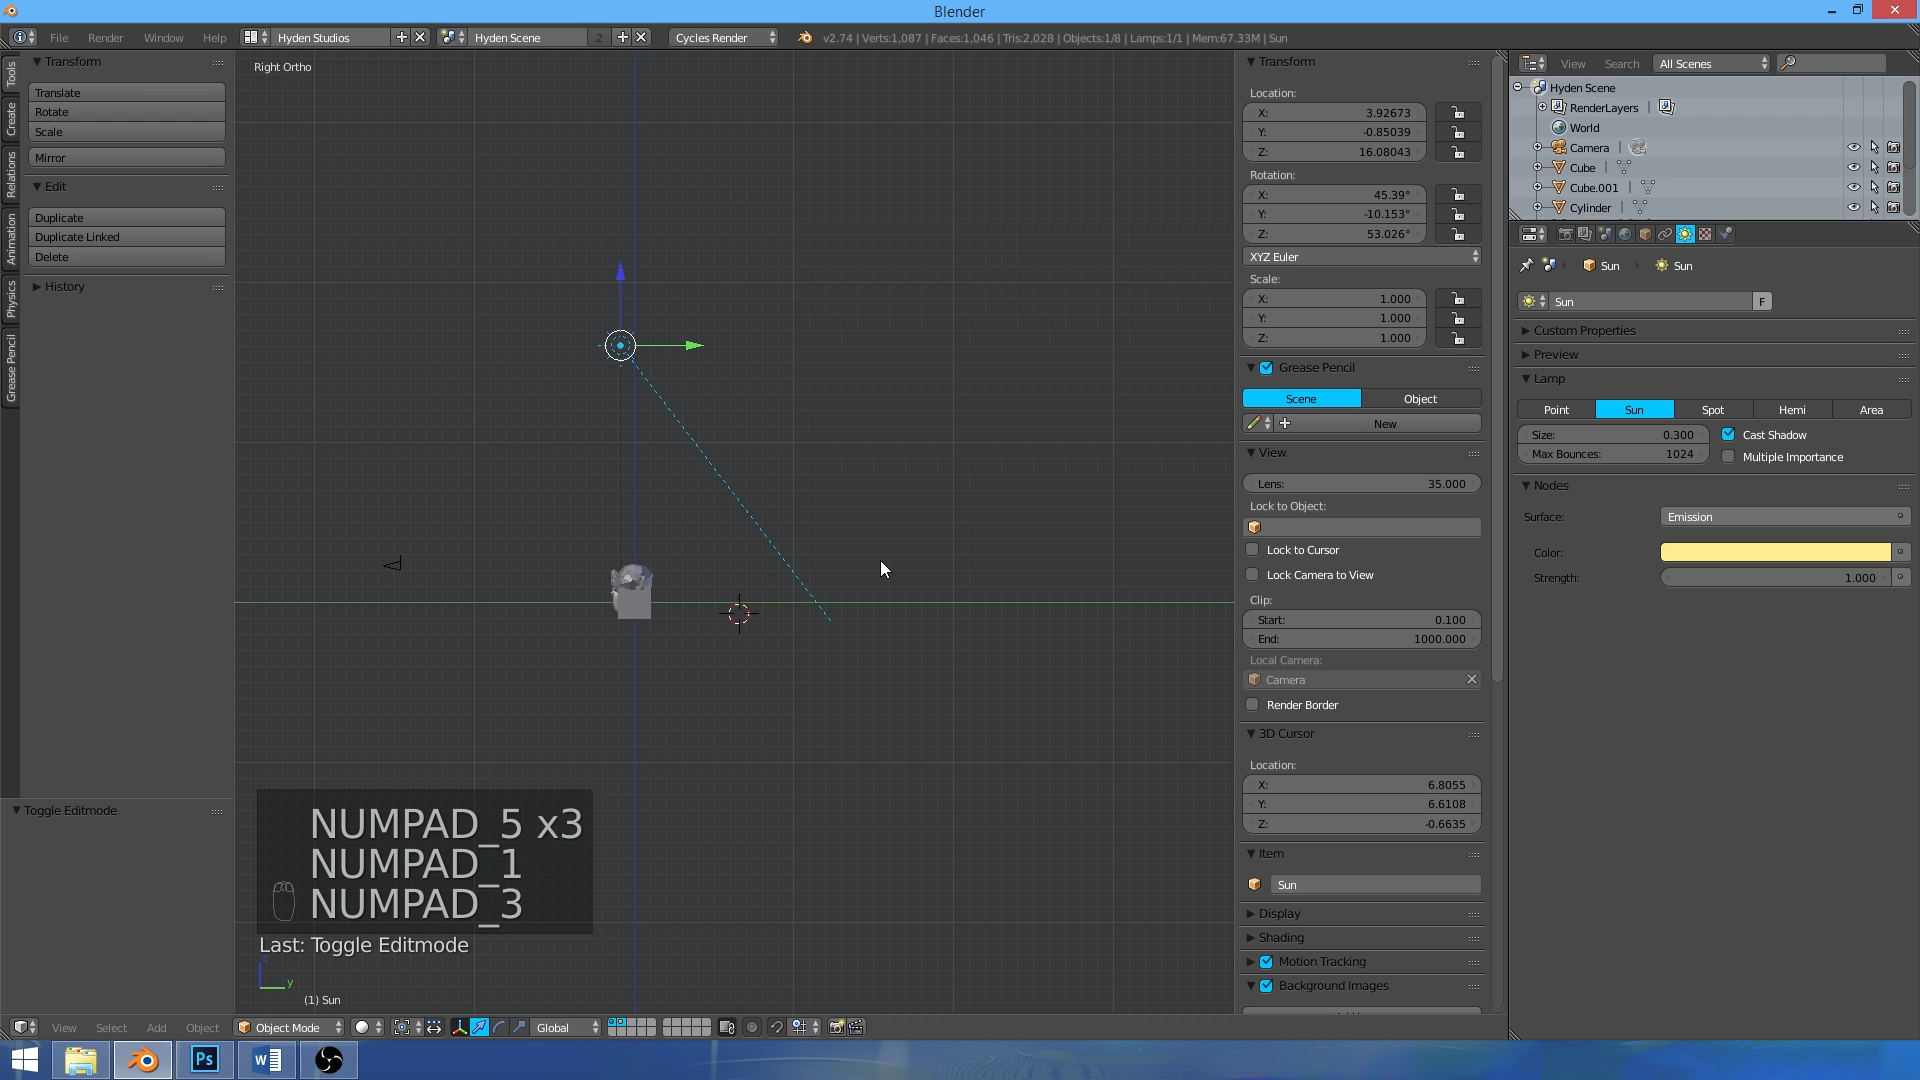 Blender
File Render Window Help Hyden Studios Hyden Scene 2 Cycles Render v2.74 | Verts:1,087 | Faces:1,046 | Tris:2,028 | Objects:1/8 | Lamps:1/1 | Mem:67.33M | Sun
Tools
Create
Relations
Animation
Physics
Grease Pencil
Transform
Translate
Rotate
Scale
Mirror
Edit
Duplicate
Duplicate Linked
Delete
History
Toggle Editmode
Right Ortho
NUMPAD_5 x3
NUMPAD_1
NUMPAD_3
Last: Toggle Editmode
y
(1) Sun
View Select Add Object Object Mode Global
Transform
Location:
X: 3.92673
Y: -0.85039
Z: 16.08043
Rotation:
X: 45.39°
Y: -10.153°
Z: 53.026°
XYZ Euler
Scale:
X: 1.000
Y: 1.000
Z: 1.000
Grease Pencil
Scene Object
New
View
Lens: 35.000
Lock to Object:
Lock to Cursor
Lock Camera to View
Clip:
Start: 0.100
End: 1000.000
Local Camera:
Camera
Render Border
3D Cursor
Location:
X: 6.8055
Y: 6.6108
Z: -0.6635
Item
Sun
Display
Shading
Motion Tracking
Background Images
View Search All Scenes
Hyden Scene
RenderLayers
World
Camera
Cube
Cube.001
Cylinder
Sun Sun
Sun F
Custom Properties
Preview
Lamp
Point Sun Spot Hemi Area
Size: 0.300 Cast Shadow
Max Bounces: 1024 Multiple Importance
Nodes
Surface: Emission
Color:
Strength: 1.000
Ps